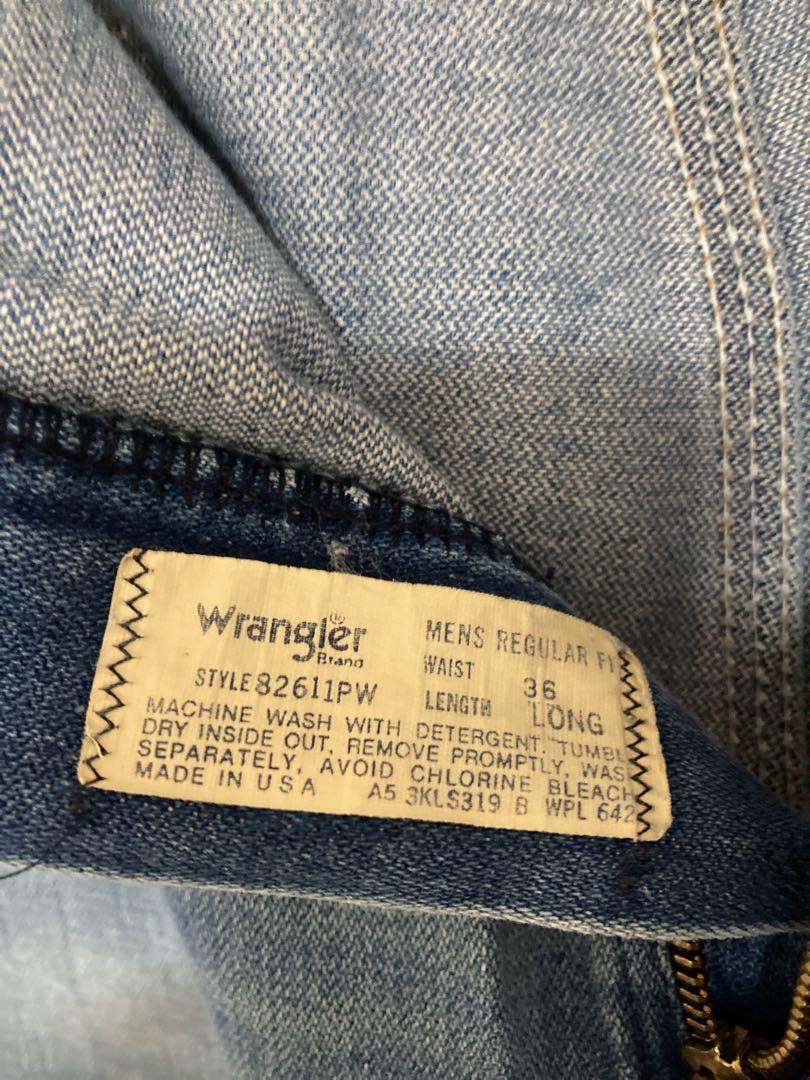 Wrangler®
Brand
STYLE 82611PW
MENS REGULAR FI
WAIST 36
LENGTH LONG
MACHINE WASH WITH DETERGENT. TUMBL
DRY INSIDE OUT, REMOVE PROMPTLY, WAS
SEPARATELY, AVOID CHLORINE BLEACH
MADE IN U S A A5 3KLS319 B WPL 642